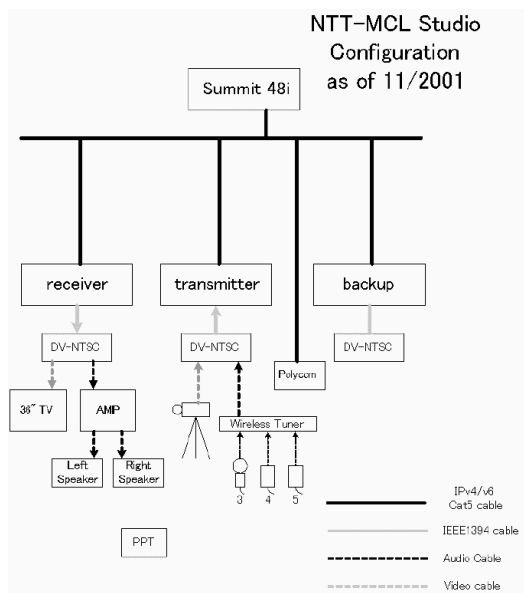 NTT-MCL Studio
Configuration
as of 11/2001
Summit 48i
receiver
transmitter
backup
DV-NTSC
DV-NTSC
DV-NTSC
Polycom
36" TV
AMP
Wireless Tuner
Left
Speaker
Right
Speaker
3
4
5
PPT
IPv4/v6
Cat5 cable
IEEE1394 cable
Audio Cable
Video cable